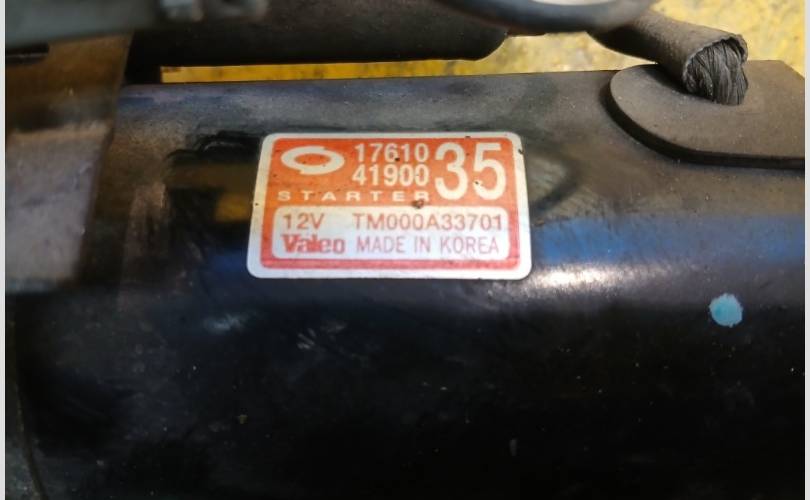 17610
41900 35
STARTER
12V TM000A33701
Valeo MADE IN KOREA